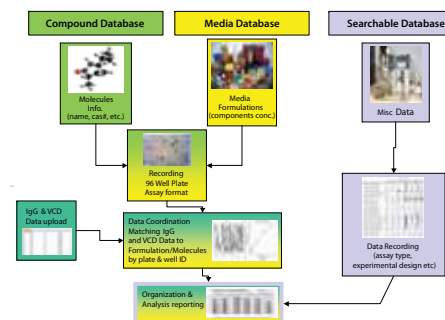 Compound Database
Media Database
Searchable Database
Molecules
Info.
(name, cas#, etc.)
Media
Formulations
(components conc.)
Misc Data
Recording
96 Well Plate
Assay format
IgG & VCD
Data upload
Data Coordination
Matching IgG
and VCD Data to
Formulation/Molecules
by plate & well ID
Data Recording
(assay type,
experimental design etc)
Organization &
Analysis reporting